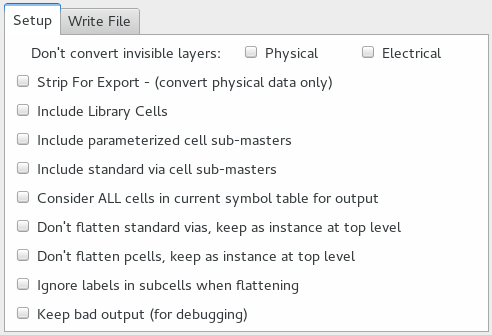 Setup Write File
Don't convert invisible layers: Physical Electrical
Strip For Export - (convert physical data only)
Include Library Cells
Include parameterized cell sub-masters
Include standard via cell sub-masters
Consider ALL cells in current symbol table for output
Don't flatten standard vias, keep as instance at top level
Don't flatten pcells, keep as instance at top level
Ignore labels in subcells when flattening
Keep bad output (for debugging)